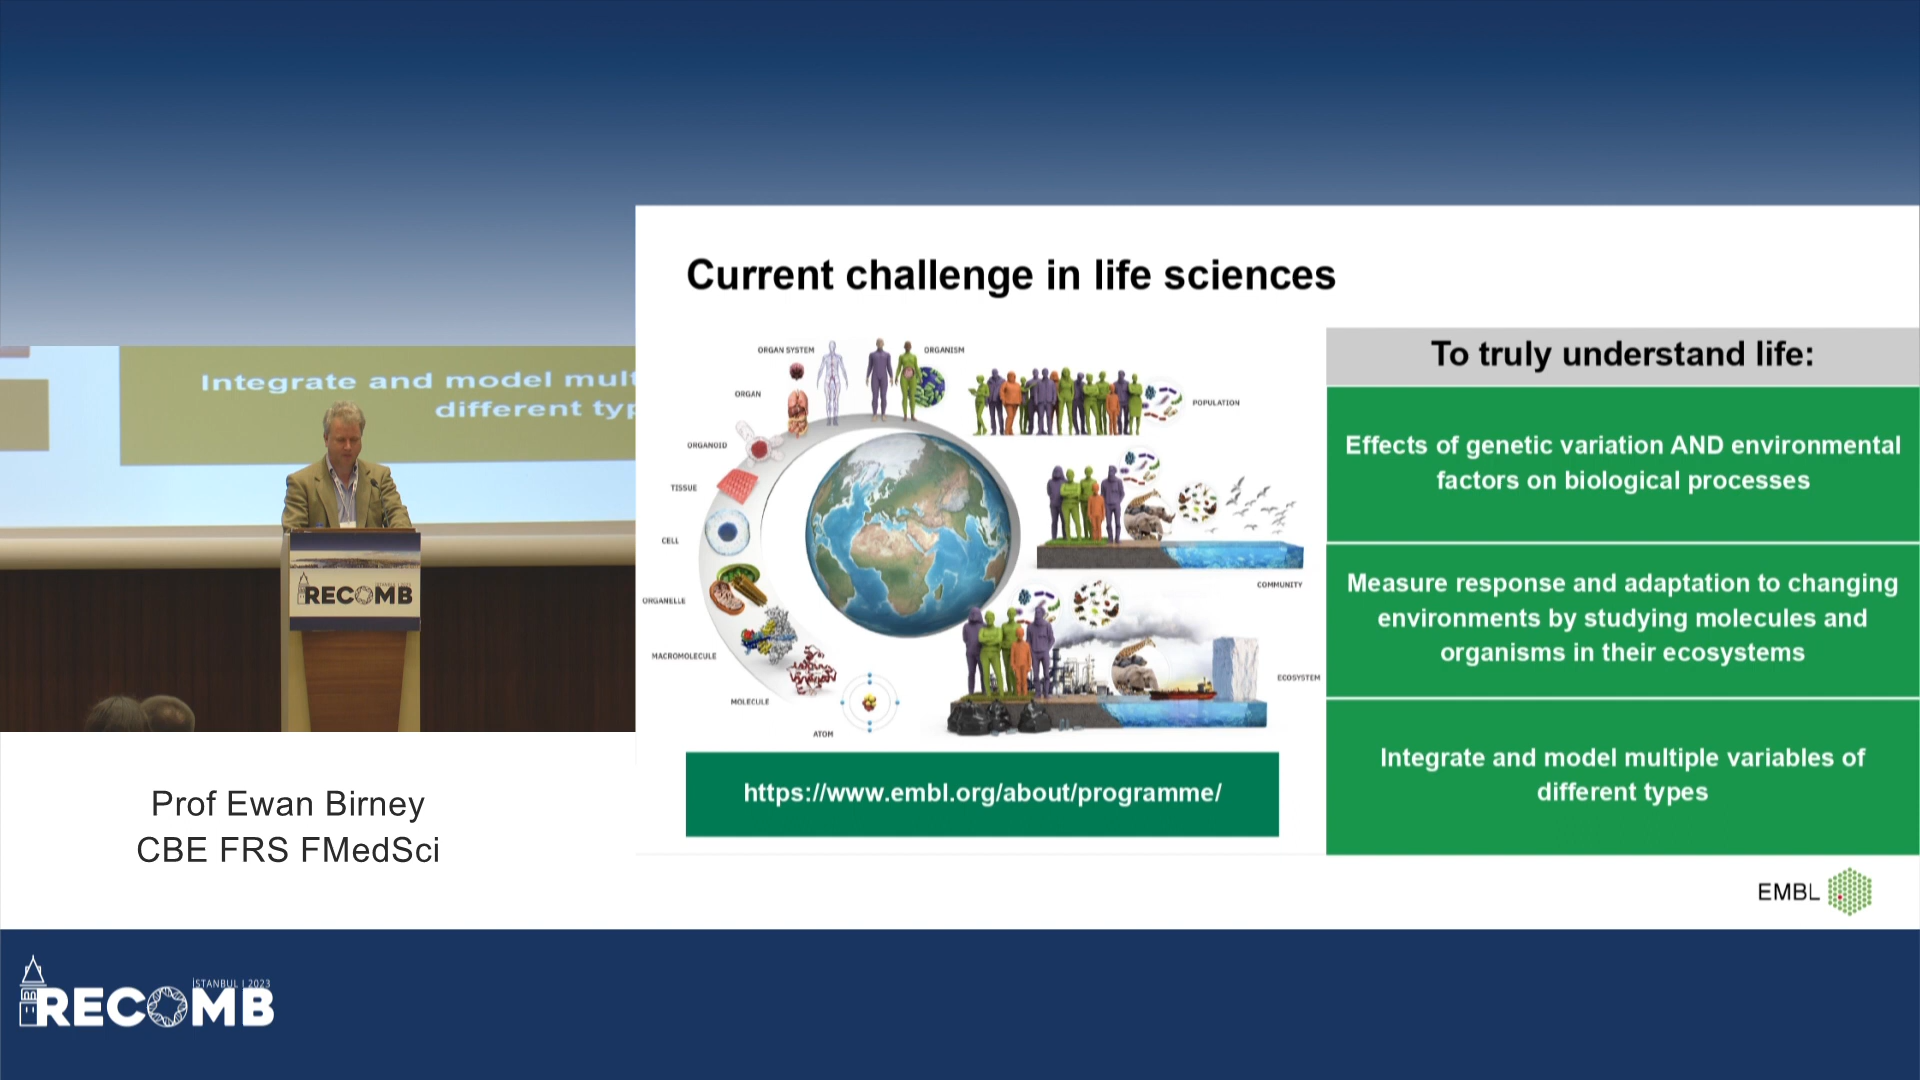 Current challenge in life sciences
ORGAN SYSTEM
ORGANISM
ORGAN
POPULATION
ORGANOID
TISSUE
CELL
COMMUNITY
ORGANELLE
MACROMOLECULE
ECOSYSTEM
MOLECULE
ATOM
https://www.embl.org/about/programme/
To truly understand life:
Effects of genetic variation AND environmental
factors on biological processes
Measure response and adaptation to changing
environments by studying molecules and
organisms in their ecosystems
Integrate and model multiple variables of
different types
EMBL
Integrate and model mult
different typ
ISTANBUL | 2023
RECOMB
Prof Ewan Birney
CBE FRS FMedSci
İSTANBUL | 2023
RECOMB